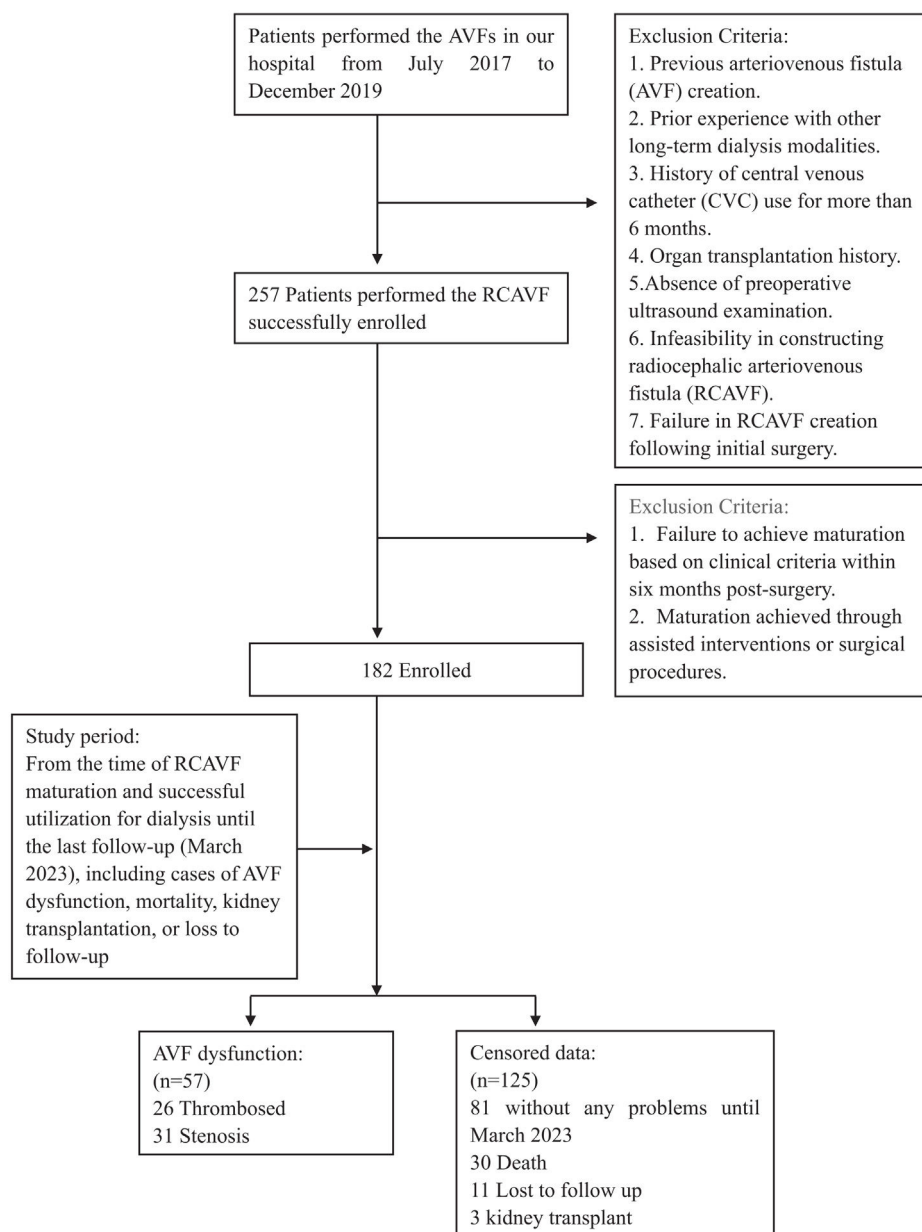 Patients performed the AVFs in our
hospital from July 2017 to
December 2019
Exclusion Criteria:
1. Previous arteriovenous fistula
(AVF) creation.
2. Prior experience with other
long-term dialysis modalities.
3. History of central venous
catheter (CVC) use for more than
6 months.
4. Organ transplantation history.
5.Absence of preoperative
ultrasound examination.
6. Infeasibility in constructing
radiocephalic arteriovenous
fistula (RCAVF).
7. Failure in RCAVF creation
following initial surgery.
257 Patients performed the RCAVF
successfully enrolled
Exclusion Criteria:
1. Failure to achieve maturation
based on clinical criteria within
six months post-surgery.
2. Maturation achieved through
assisted interventions or surgical
procedures.
182 Enrolled
Study period:
From the time of RCAVF
maturation and successful
utilization for dialysis until
the last follow-up (March
2023), including cases of AVF
dysfunction, mortality, kidney
transplantation, or loss to
follow-up
AVF dysfunction:
(n=57)
26 Thrombosed
31 Stenosis
Censored data:
(n=125)
81 without any problems until
March 2023
30 Death
11 Lost to follow up
3 kidney transplant